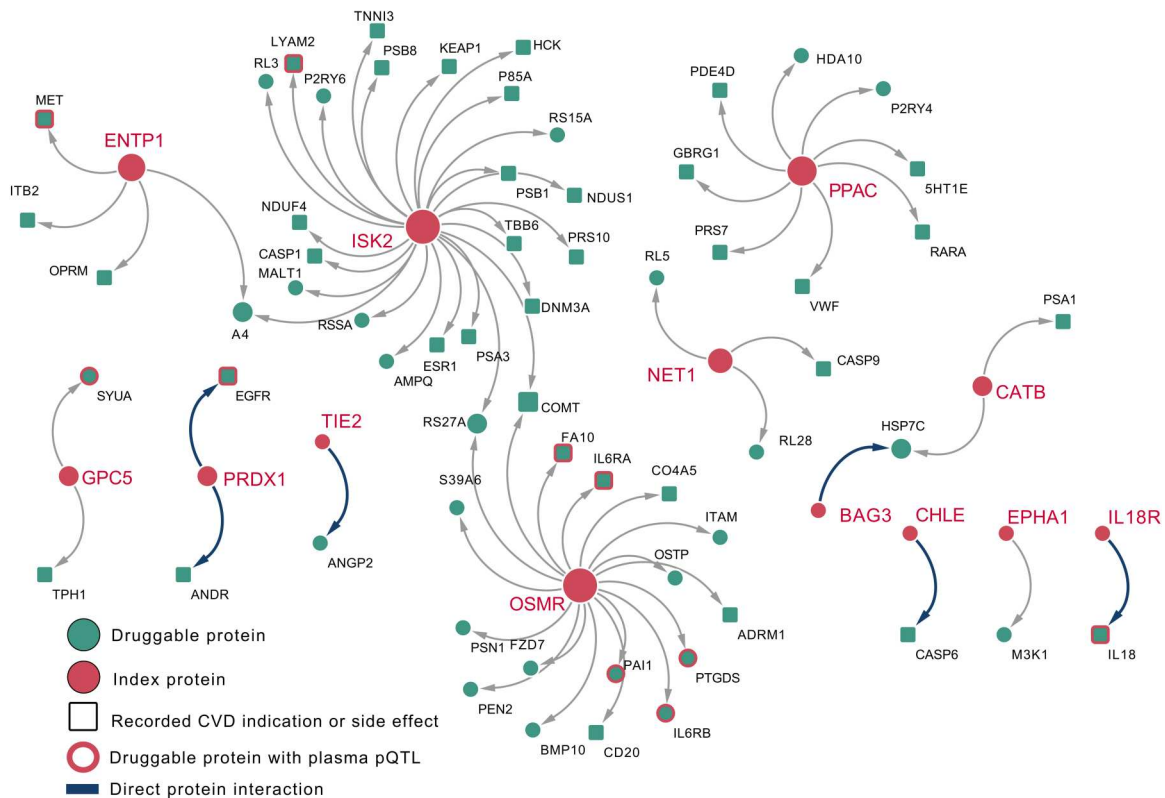 TNNI3
LYAM2
KEAP1
HCK
RL3
P2RY6
PSB8
P85A
RS15A
HDA10
PDE4D
P2RY4
MET
ENTP1
GBRG1
PPAC
5HT1E
ITB2
NDUF4
ISK2
PSB1
NDUS1
TBB6
PRS10
PRS7
RARA
OPRM
CASP1
MALT1
RL5
VWF
PSA1
A4
RSSA
DNM3A
AMPQ
ESR1
PSA3
NET1
CASP9
CATB
SYUA
EGFR
TIE2
RS27A
COMT
RL28
HSP7C
GPC5
PRDX1
FA10
IL6RA
S39A6
CO4A5
ITAM
BAG3
CHLE
EPHA1
IL18R
TPH1
ANDR
ANGP2
OSMR
OSTP
ADRM1
CASP6
M3K1
IL18
PSN1
FZD7
PAI1
PTGDS
PEN2
IL6RB
BMP10
CD20
Druggable protein
Index protein
Recorded CVD indication or side effect
Druggable protein with plasma pQTL
Direct protein interaction